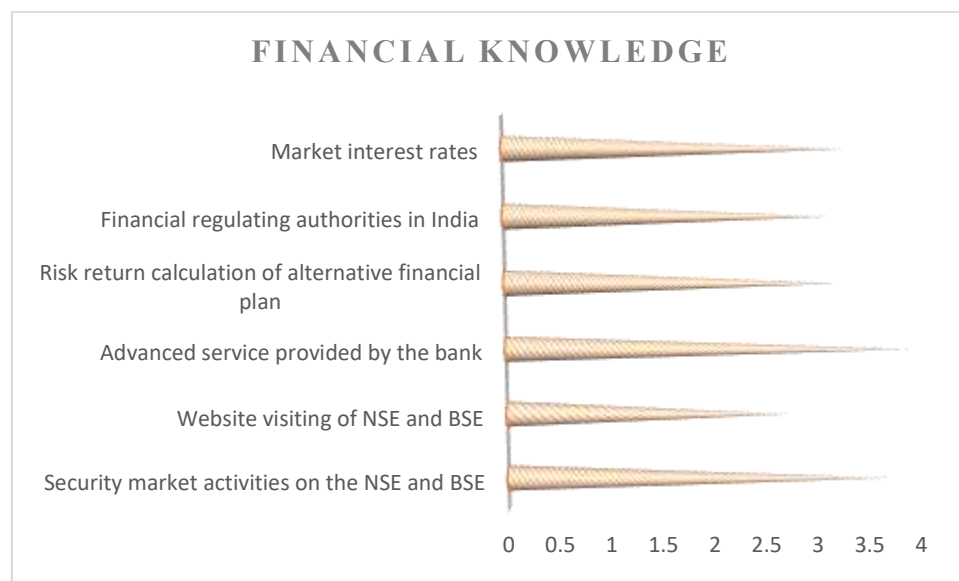 FINANCIAL KNOWLEDGE
Market interest rates
Financial regulating authorities in India
Risk return calculation of alternative financial
plan
Advanced service provided by the bank
Website visiting of NSE and BSE
Security market activities on the NSE and BSE
0 0.5 1 1.5 2 2.5 3 3.5 4